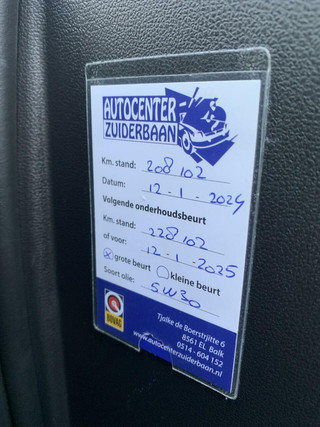 AUTOCENTER
ZUIDERBAAN
Km. stand: 208 102
Datum: 12-1-2024
Volgende onderhoudsbeurt
Km. stand: 228 102
of voor: 12-1-2025
grote beurt kleine beurt
Soort olie: 5W30
BOVAG
Tjalke de Boerstrjitte 6
8561 EL Balk
0514 - 604 152
www.autocenterzuiderbaan.nl